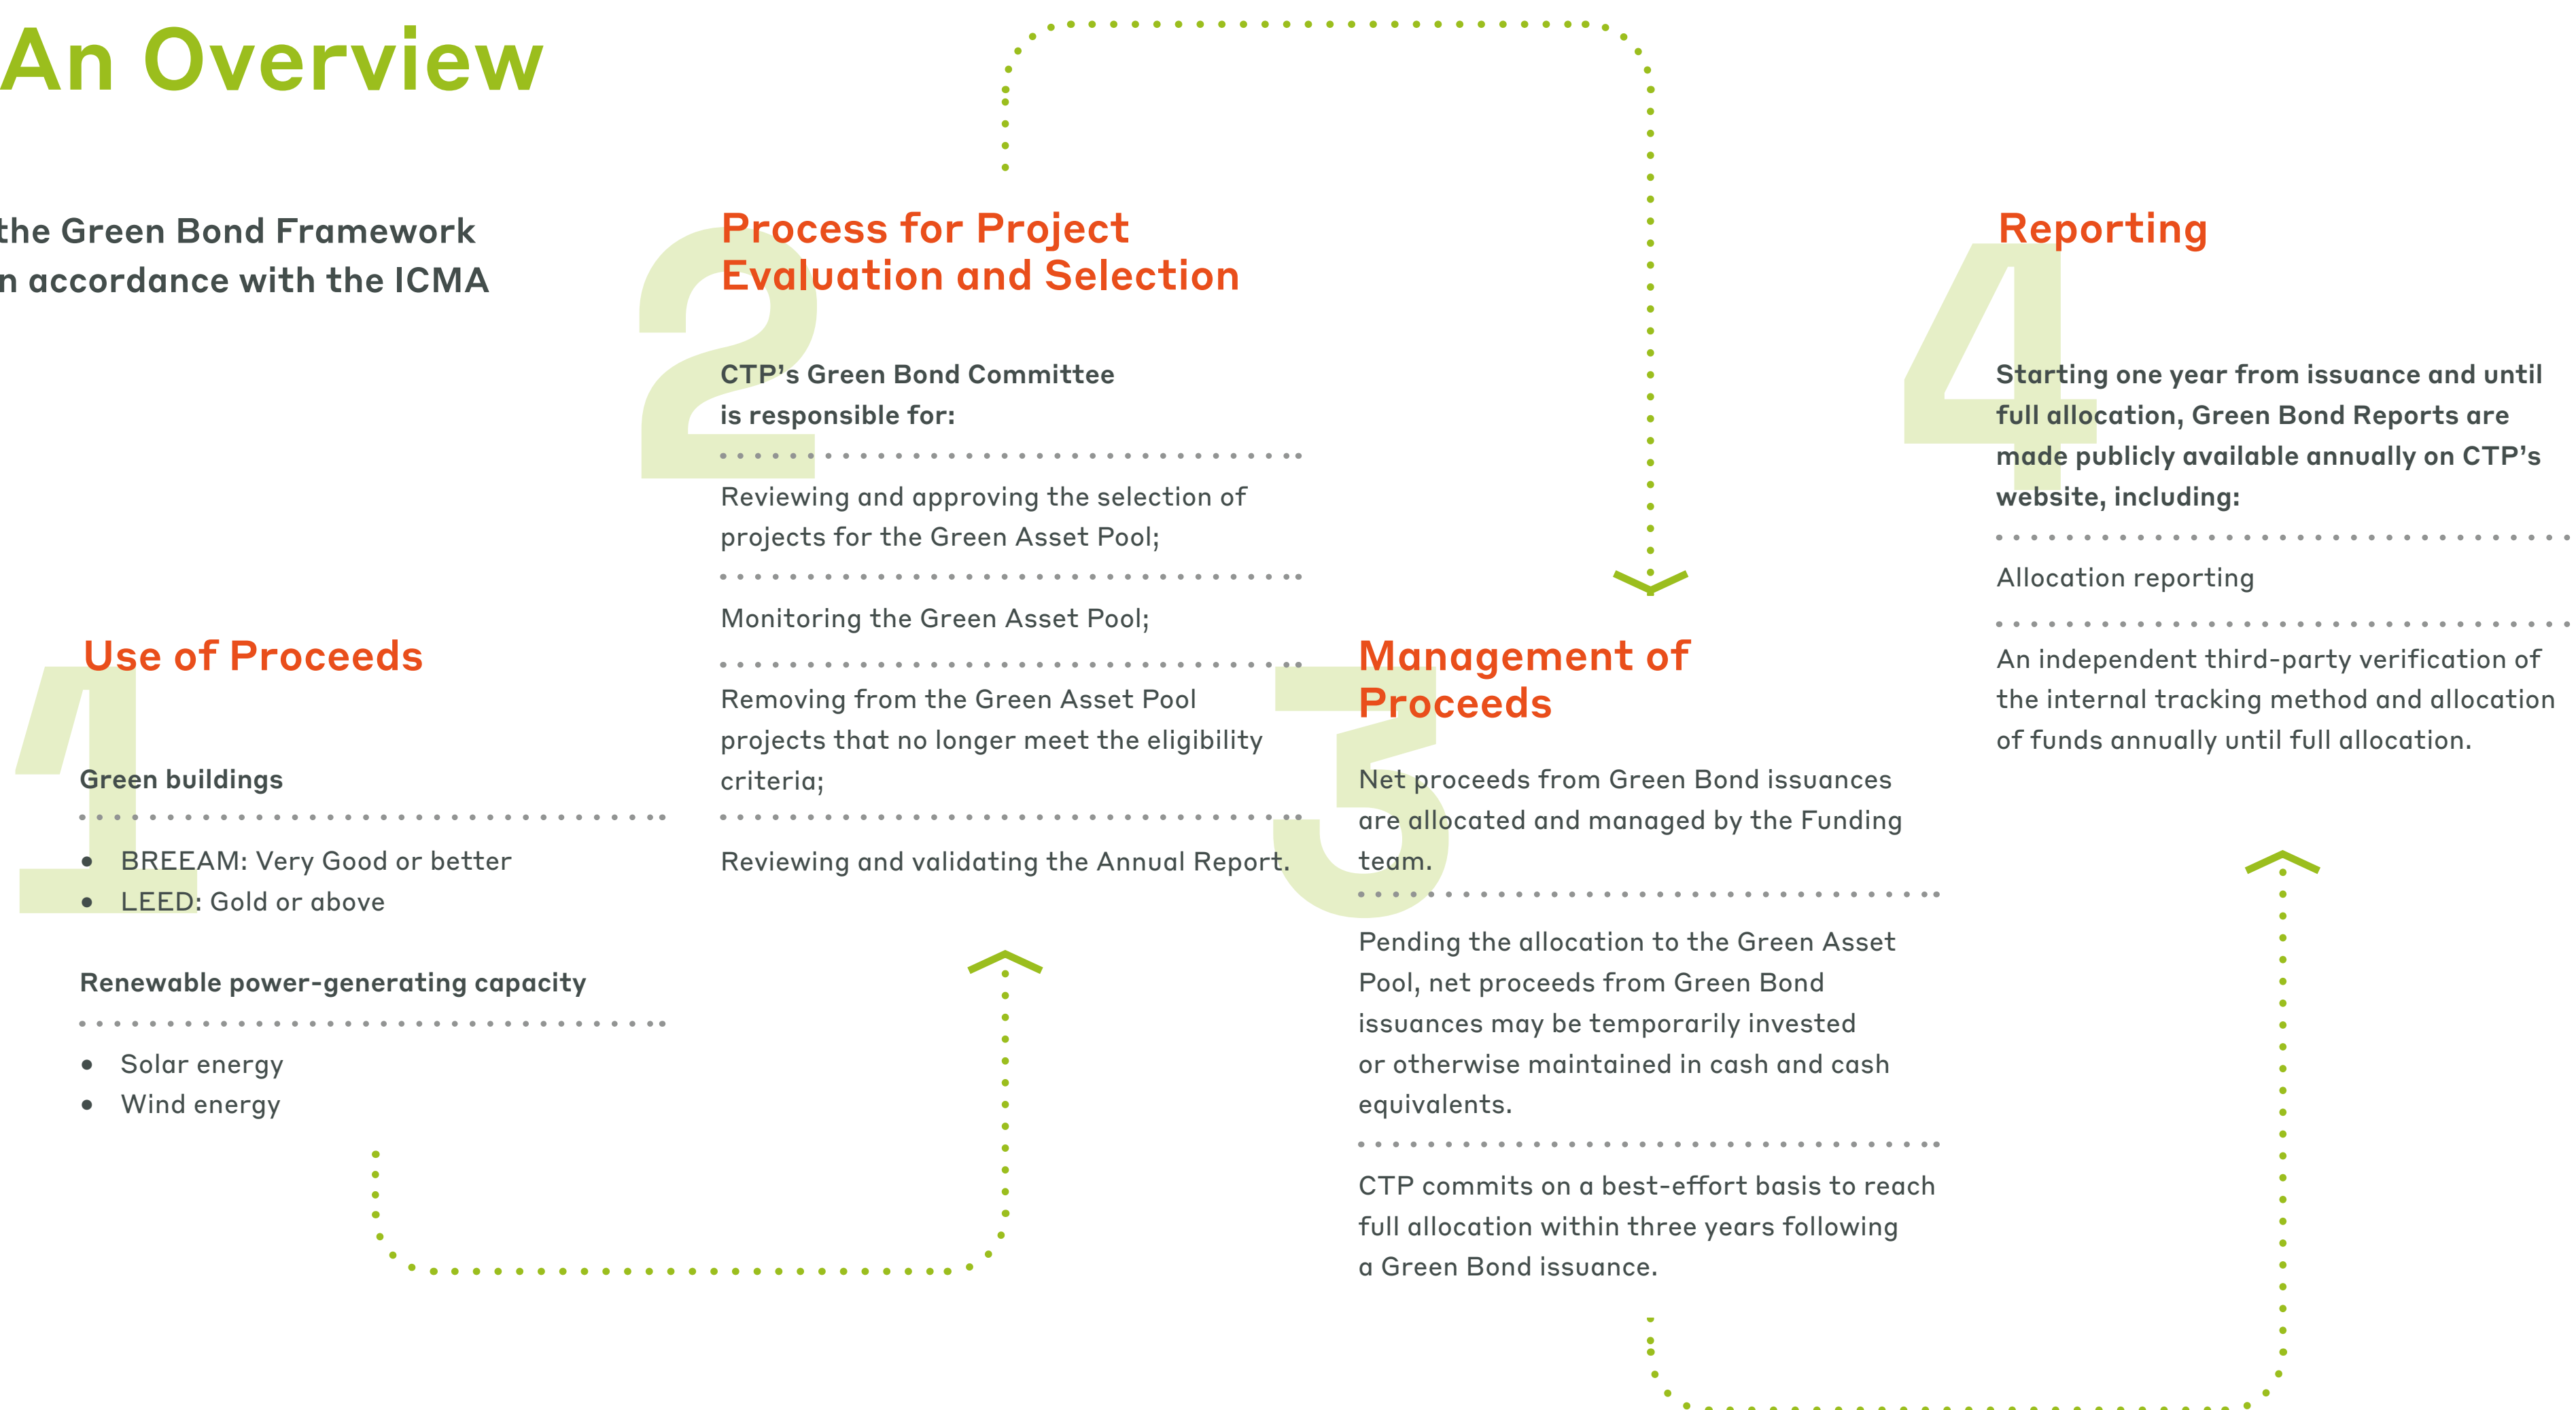 An Overview
the Green Bond Framework
n accordance with the ICMA
1
Use of Proceeds
Green buildings
• BREEAM: Very Good or better
• LEED: Gold or above
Renewable power-generating capacity
• Solar energy
• Wind energy
2
Process for Project
Evaluation and Selection
CTP’s Green Bond Committee
is responsible for:
Reviewing and approving the selection of
projects for the Green Asset Pool;
Monitoring the Green Asset Pool;
Removing from the Green Asset Pool
projects that no longer meet the eligibility
criteria;
Reviewing and validating the Annual Report.
3
Management of
Proceeds
Net proceeds from Green Bond issuances
are allocated and managed by the Funding
team.
Pending the allocation to the Green Asset
Pool, net proceeds from Green Bond
issuances may be temporarily invested
or otherwise maintained in cash and cash
equivalents.
CTP commits on a best-effort basis to reach
full allocation within three years following
a Green Bond issuance.
4
Reporting
Starting one year from issuance and until
full allocation, Green Bond Reports are
made publicly available annually on CTP’s
website, including:
Allocation reporting
An independent third-party verification of
the internal tracking method and allocation
of funds annually until full allocation.